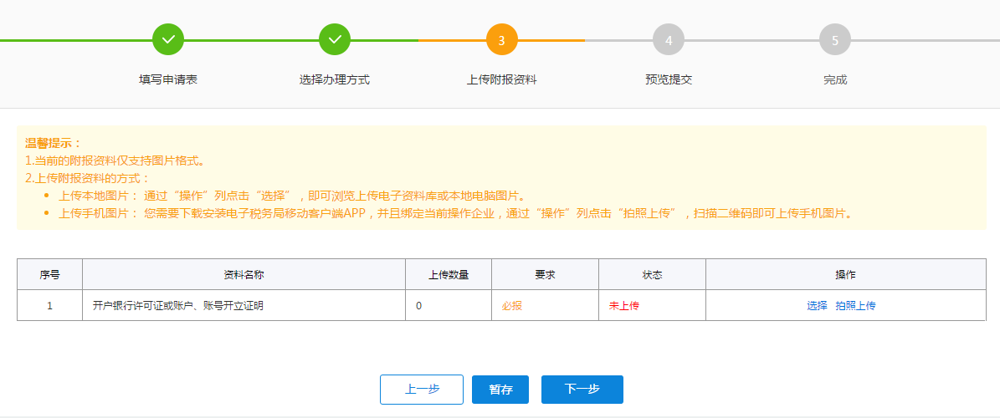 3
4
5
填写申请表
选择办理方式
上传附报资料
预览提交
完成
温馨提示：
1.当前的附报资料仅支持图片格式。
2.上传附报资料的方式：
上传本地图片： 通过“操作”列点击“选择”，即可浏览上传电子资料库或本地电脑图片。
上传手机图片： 您需要下载安装电子税务局移动客户端APP，并且绑定当前操作企业，通过“操作”列点击“拍照上传”，扫描二维码即可上传手机图片。
序号 资料名称 上传数量 要求 状态 操作
1 开户银行许可证或账户、账号开立证明 0 必报 未上传 选择 拍照上传
上一步 暂存 下一步